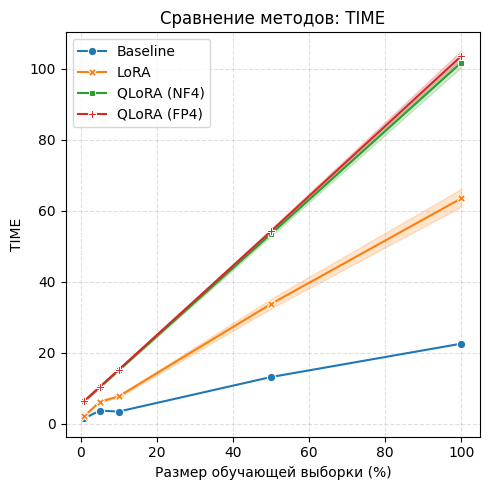 Сравнение методов: TIME
Baseline
LoRA
QLoRA (NF4)
QLoRA (FP4)
TIME
100
80
60
40
20
0
0 20 40 60 80 100
Размер обучающей выборки (%)